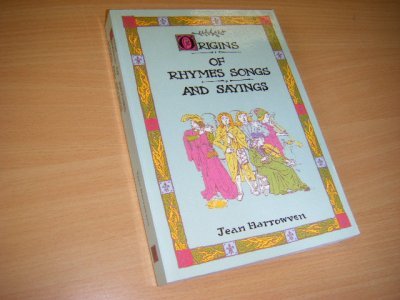 ORIGINS
OF
RHYMES SONGS
AND SAYINGS
Jean Harrowven